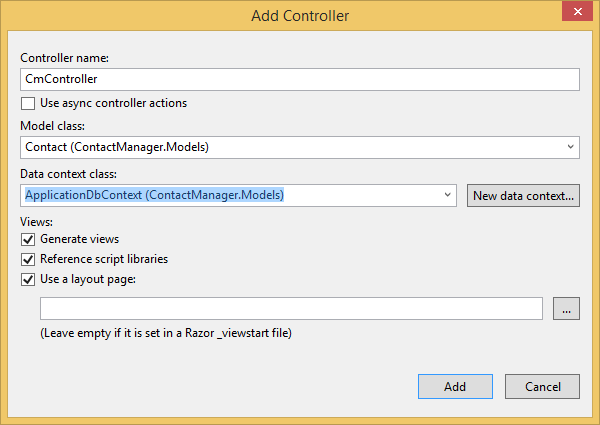 Add Controller
Controller name:
CmController
Use async controller actions
Model class:
Contact (ContactManager.Models)
Data context class:
ApplicationDbContext (ContactManager.Models)
New data context...
Views:
Generate views
Reference script libraries
Use a layout page:
...
(Leave empty if it is set in a Razor _viewstart file)
Add
Cancel